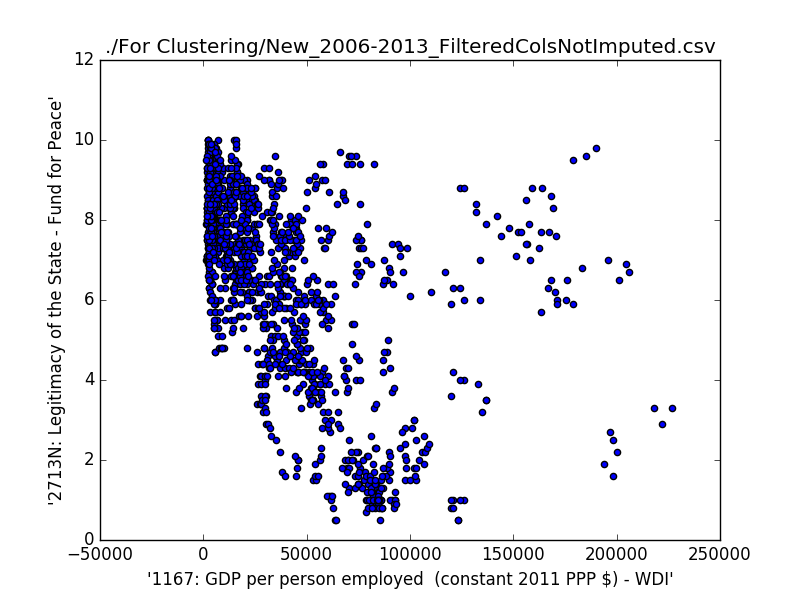 ./For Clustering/New_2006-2013_FilteredColsNotImputed.csv
12
10
8
6
4
2
0
'2713N: Legitimacy of the State - Fund for Peace'
−50000 0 50000 100000 150000 200000 250000
'1167: GDP per person employed  (constant 2011 PPP $) - WDI'